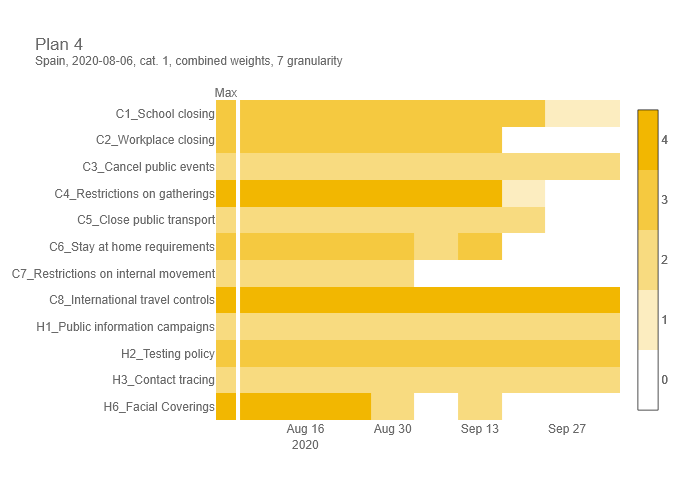 Plan 4
Spain, 2020-08-06, cat. 1, combined weights, 7 granularity
Max
C1_School closing
C2_Workplace closing
C3_Cancel public events
C4_Restrictions on gatherings
C5_Close public transport
C6_Stay at home requirements
C7_Restrictions on internal movement
C8_International travel controls
H1_Public information campaigns
H2_Testing policy
H3_Contact tracing
H6_Facial Coverings
Aug 16
2020
Aug 30
Sep 13
Sep 27
4
3
2
1
0